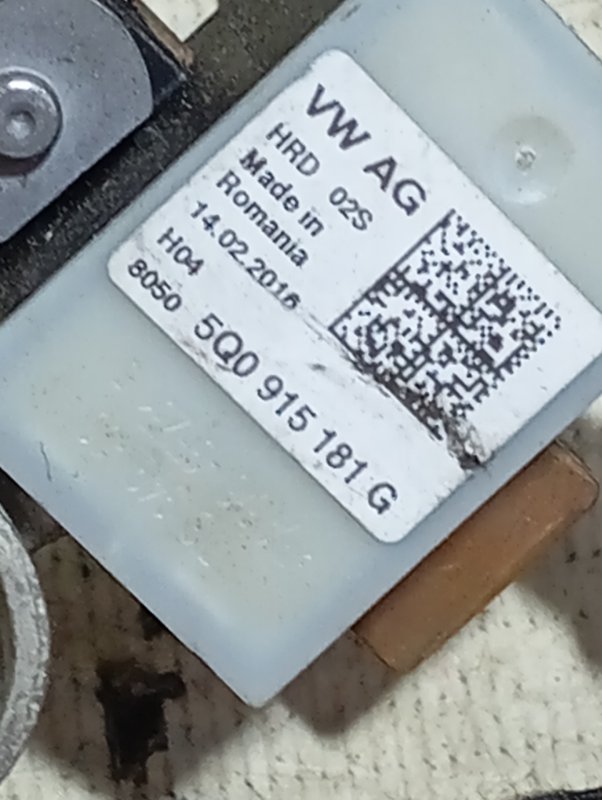 VW AG
HRD 02S
Made in
Romania
14.02.2016
H04
8050 5Q0 915 181 G